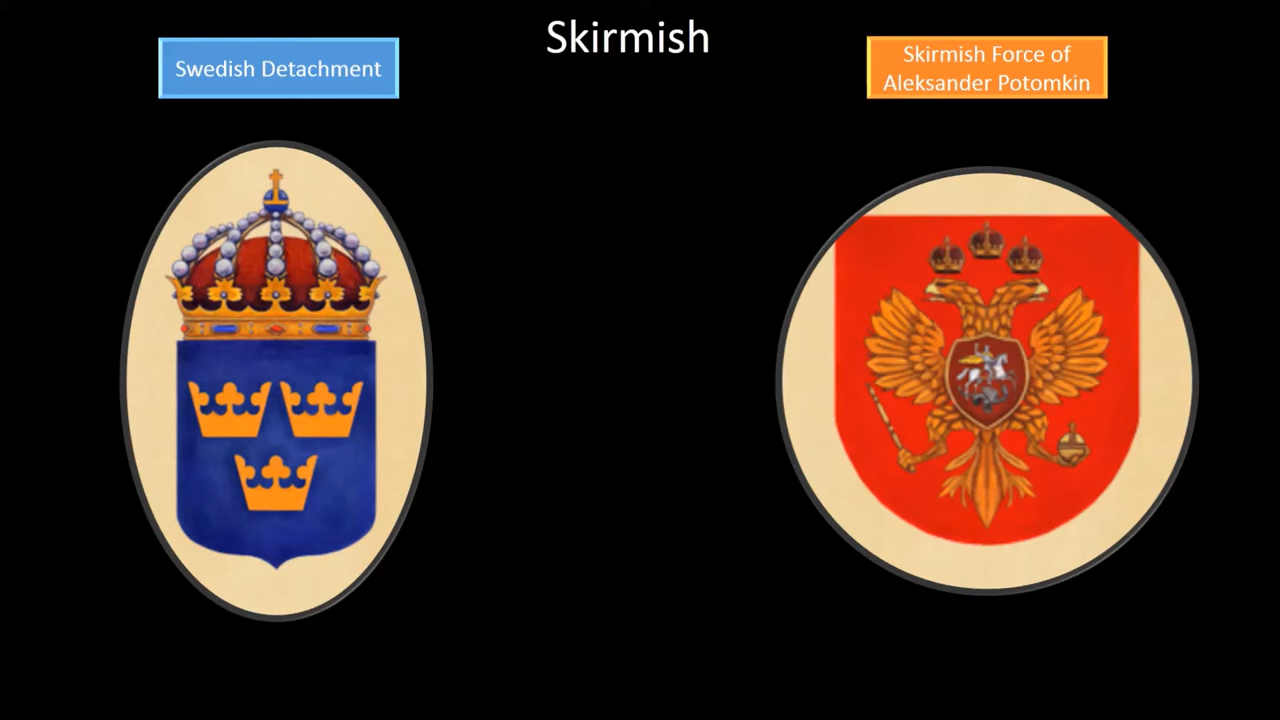 Skirmish
Swedish Detachment
Skirmish Force of
Aleksander Potomkin